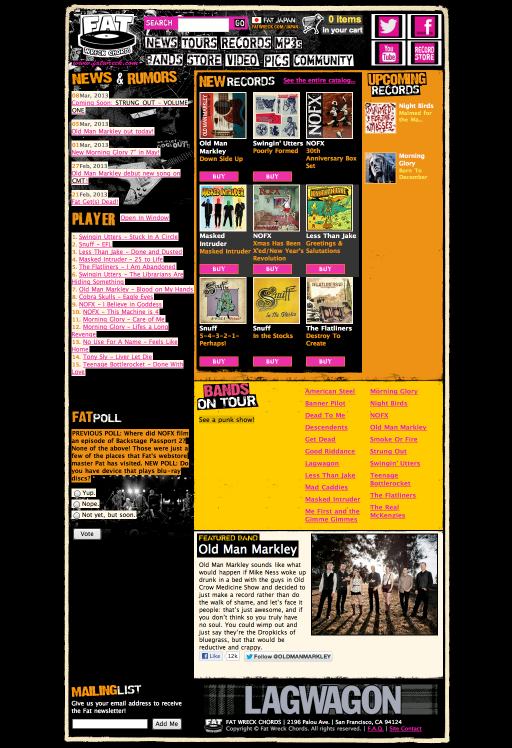 FAT
WRECK CHORDS
www.fatwreck.com
SEARCH
GO
FAT JAPAN:
FATWRECK.COM/JAPAN
0 items
in your cart
NEWS TOURS RECORDS MP3s
BANDS STORE VIDEO PICS COMMUNITY
You
Tube
RECORD
STORE
NEWS & RUMORS
08Mar, 2013
Coming Soon: STRUNG OUT - VOLUME
ONE
05Mar, 2013
Old Man Markley out today!
01Mar, 2013
New Morning Glory 7" in May!
27Feb, 2013
Old Man Markley debut new song on
CMT
21Feb, 2013
Fat Get(s) Dead!
PLAYER
Open in Window
1. Swingin Utters - Stuck In A Circle
2. Snuff - EFL
3. Less Than Jake - Done and Dusted
4. Masked Intruder - 25 to Life
5. The Flatliners - I Am Abandoned
6. Swingin Utters - The Librarians Are
Hiding Something
7. Old Man Markley - Blood on My Hands
8. Cobra Skulls - Eagle Eyes
9. NOFX - I Believe in Goddess
10. NOFX - This Machine is 4
11. Morning Glory - Care of Me
12. Morning Glory - Lifes a Long
Revenge
13. No Use For A Name - Feels Like
Home
14. Tony Sly - Liver Let Die
15. Teenage Bottlerocket - Done With
Love
FATPOLL
PREVIOUS POLL: Where did NOFX film
an episode of Backstage Passport 2?
None of the above! Those were just a
few of the places that Fat's webstore
master Fat has visited. NEW POLL: Do
you have device that plays blu-ray
discs?
Yup.
Nope.
Not yet, but soon.
Vote
MAILINGLIST
Give us your email address to receive
the Fat newsletter!
Add Me
NEW RECORDS
See the entire catalog...
Old Man
Markley
Down Side Up
BUY
Swingin' Utters
Poorly Formed
BUY
NOFX
NOFX
30th
Anniversary Box
Set
BUY
Masked
Intruder
Masked Intruder
BUY
NOFX
Xmas Has Been
X'ed/New Year's
Revolution
BUY
Less Than Jake
Greetings &
Salutations
BUY
Snuff
5-4-3-2-1-
Perhaps!
BUY
Snuff
In the Stocks
BUY
The Flatliners
Destroy To
Create
BUY
UPCOMING
RECORDS
Night Birds
Maimed for
the Ma...
Morning
Glory
Born To
December
BANDS
ON TOUR
See a punk show!
American Steel
Banner Pilot
Dead To Me
Descendents
Get Dead
Good Riddance
Lagwagon
Less Than Jake
Mad Caddies
Masked Intruder
Me First and the
Gimme Gimmes
Morning Glory
Night Birds
NOFX
Old Man Markley
Smoke Or Fire
Strung Out
Swingin' Utters
Teenage
Bottlerocket
The Flatliners
The Real
McKenzies
FEATURED BAND
Old Man Markley
Old Man Markley sounds like what
would happen if Mike Ness woke up
drunk in a bed with the guys in Old
Crow Medicine Show and decided to
just make a record rather than do
the walk of shame, and let's face it
people: that's just awesome, and if
you don't think so you truly have
no soul. You could wimp out and
just say they're the Dropkicks of
bluegrass, but that would be
reductive and crappy.
Like
12k
Follow @OLDMANMARKLEY
LAGWAGON
FAT WRECK CHORDS | 2196 Palou Ave. | San Francisco, CA 94124
Copyright © Fat Wreck Chords. All rights reserved. | F.A.Q. | Site Contact